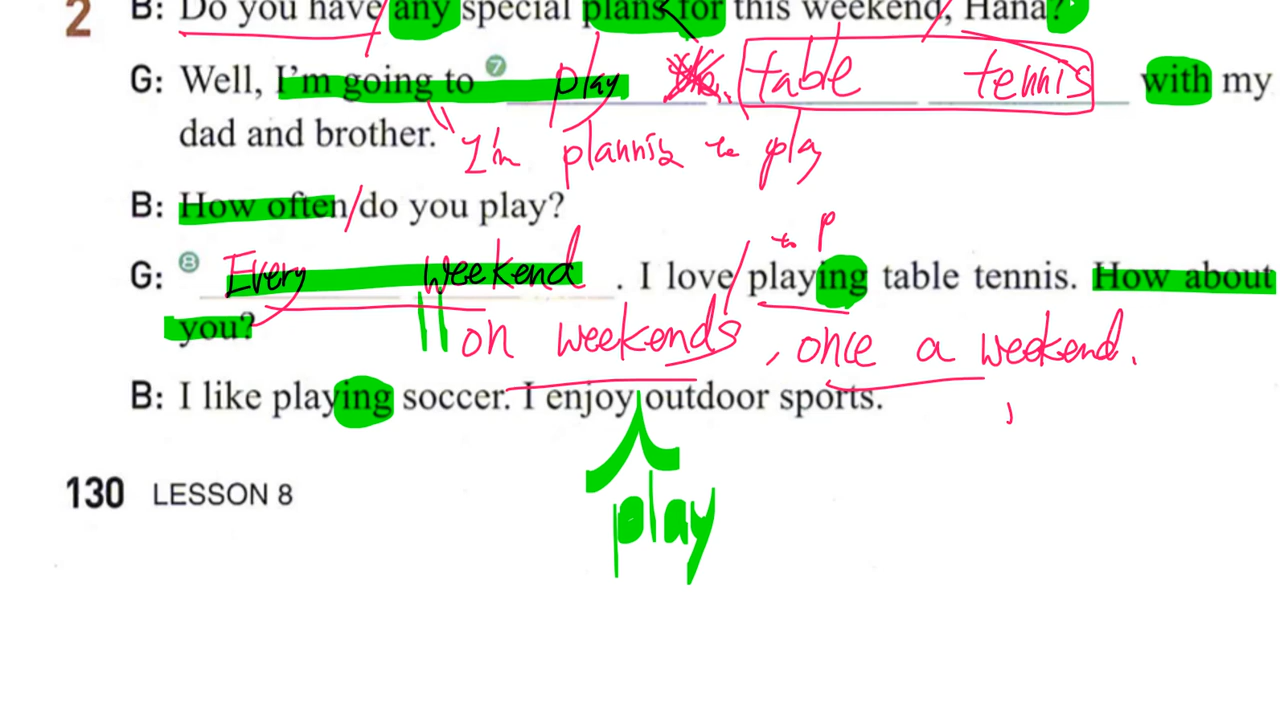 2 B: Do you have/any special plans for this weekend, Hana?
G: Well, I'm going to ⑦ play table tennis with my
dad and brother. I'm planning to play
B: How often/do you play?
to p
G: ⑧ Every weekend. I love/playing table tennis. How about
you? on weekends, once a weekend.
B: I like playing soccer. I enjoy outdoor sports.
play
130 LESSON 8